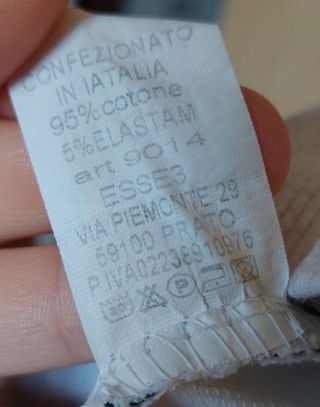 CONFEZIONATO
IN IATALIA
95% cotone
5% ELASTAM
art 9014
ESSE3
VIA PIEMONTE 29
59100 PRATO
P.IVA02238910976